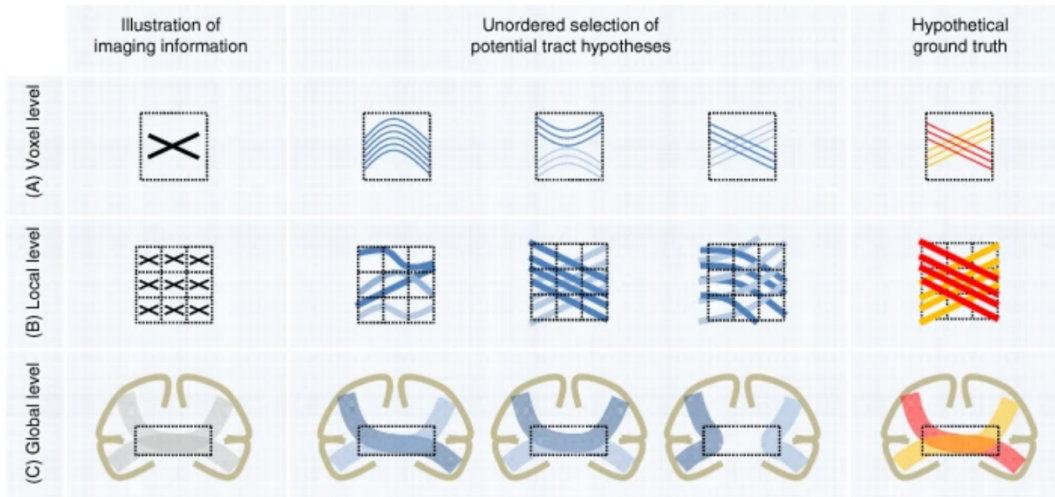 Illustration of
imaging information
Unordered selection of
potential tract hypotheses
Hypothetical
ground truth
(A) Voxel level
(B) Local level
(C) Global level